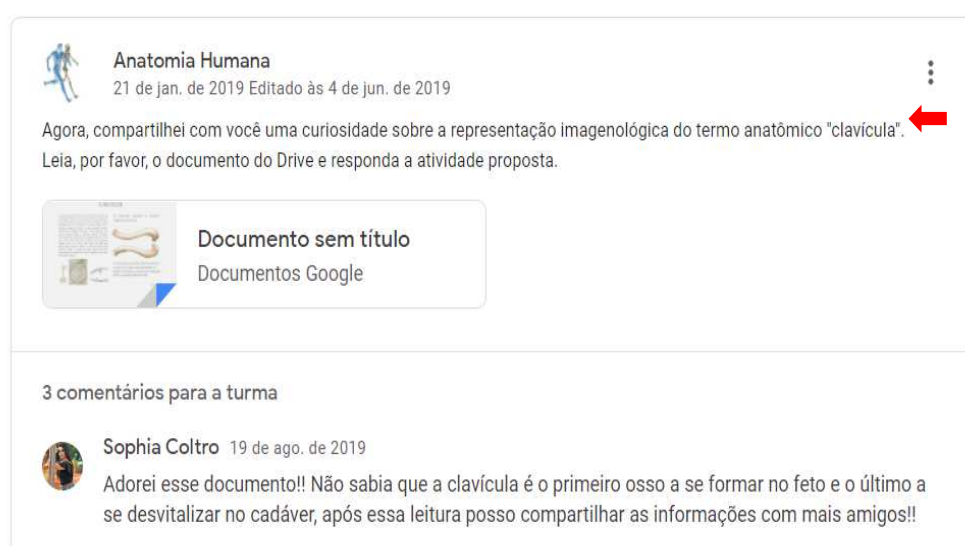 Anatomia Humana
21 de jan. de 2019 Editado às 4 de jun. de 2019
Agora, compartilhei com você uma curiosidade sobre a representação imagenológica do termo anatômico "clavícula".
Leia, por favor, o documento do Drive e responda a atividade proposta.
Documento sem título
Documentos Google
3 comentários para a turma
Sophia Coltro 19 de ago. de 2019
Adorei esse documento!! Não sabia que a clavícula é o primeiro osso a se formar no feto e o último a
se desvitalizar no cadáver, após essa leitura posso compartilhar as informações com mais amigos!!